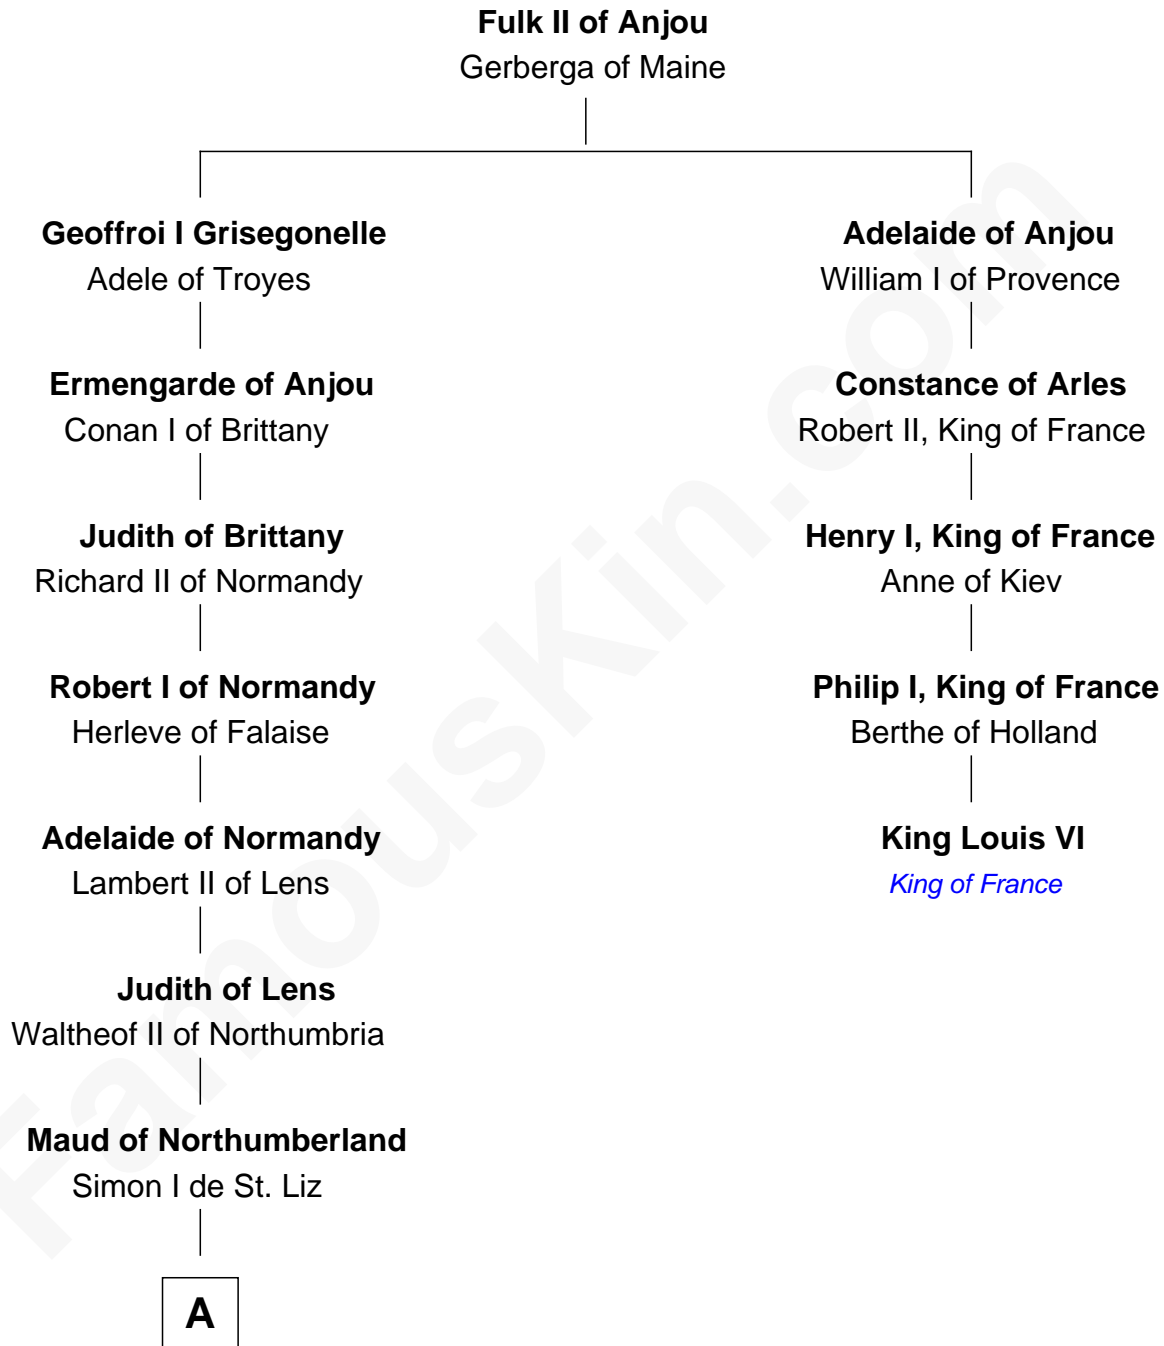 Fulk II of Anjou
Gerberga of Maine
Geoffroi I Grisegonelle
Adele of Troyes
Adelaide of Anjou
William I of Provence
Ermengarde of Anjou
Conan I of Brittany
Constance of Arles
Robert II, King of France
Judith of Brittany
Richard II of Normandy
Henry I, King of France
Anne of Kiev
Robert I of Normandy
Herleve of Falaise
Philip I, King of France
Berthe of Holland
Adelaide of Normandy
Lambert II of Lens
King Louis VI
King of France
Judith of Lens
Waltheof II of Northumbria
Maud of Northumberland
Simon I de St. Liz
A
FamousKin.com